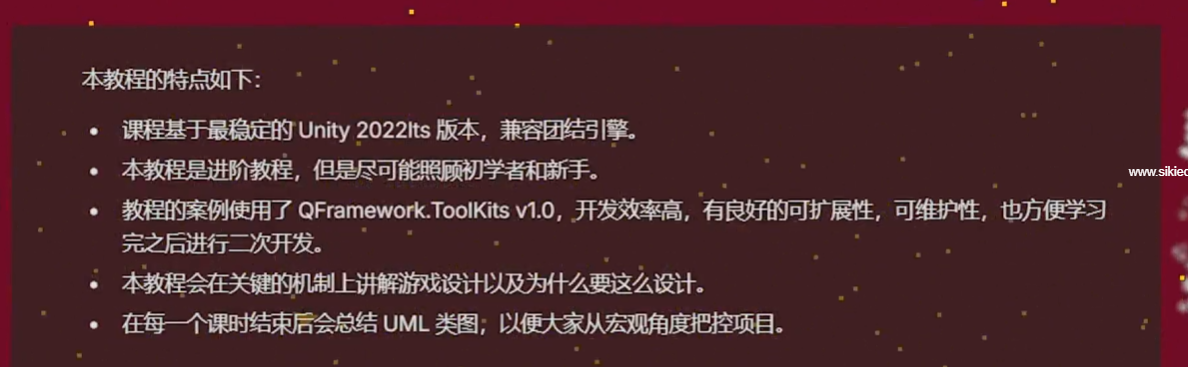 本教程的特点如下：
课程基于最稳定的 Unity 2022lts 版本，兼容团结引擎。
www.sikied
本教程是进阶教程，但是尽可能照顾初学者和新手。
教程的案例使用了 QFramework.ToolKits v1.0，开发效率高，有良好的可扩展性，可维护性，也方便学习
完之后进行二次开发。
本教程会在关键的机制上讲解游戏设计以及为什么要这么设计。
在每一个课时结束后会总结 UML 类图，以便大家从宏观角度把控项目。